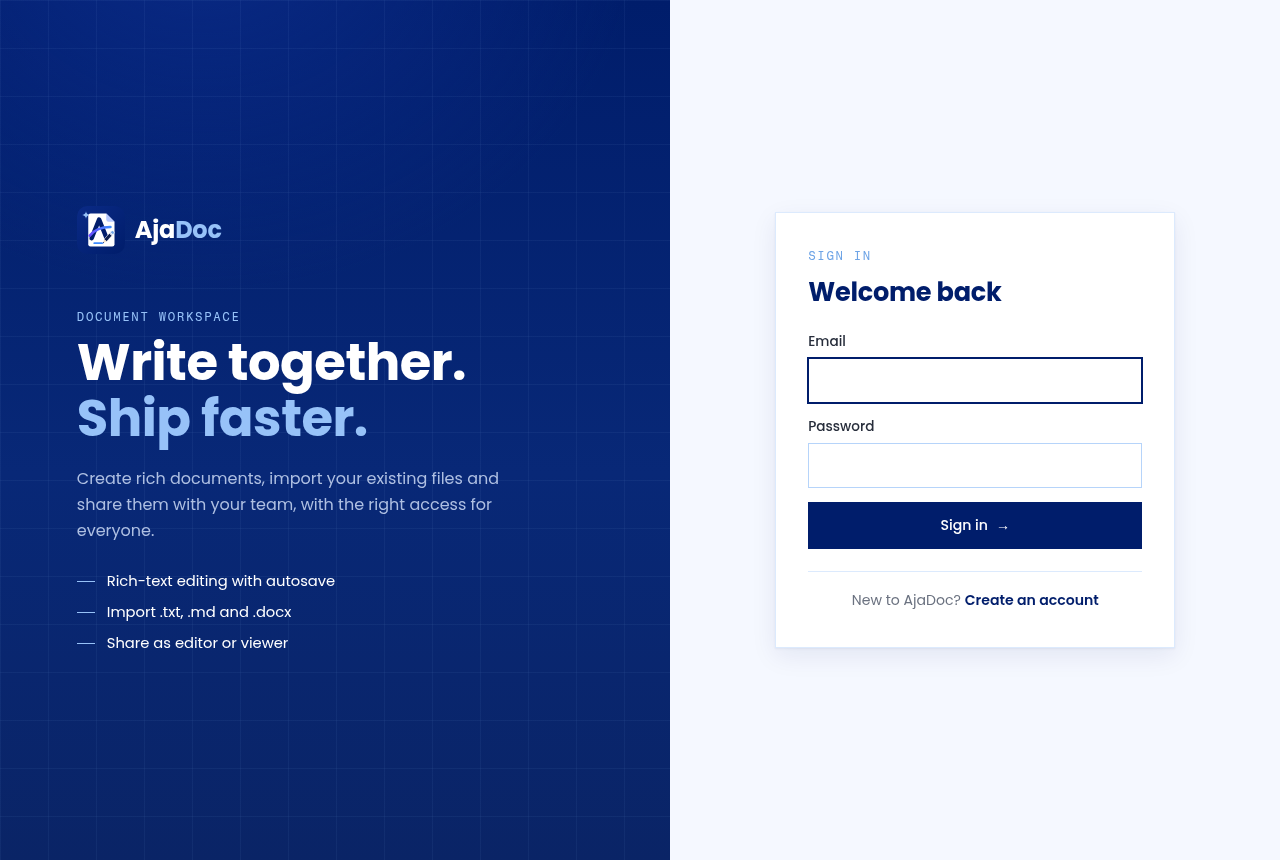 AjaDoc
DOCUMENT WORKSPACE
Write together.
Ship faster.
Create rich documents, import your existing files and
share them with your team, with the right access for
everyone.
Rich-text editing with autosave
Import .txt, .md and .docx
Share as editor or viewer
SIGN IN
Welcome back
Email
Password
Sign in →
New to AjaDoc? Create an account